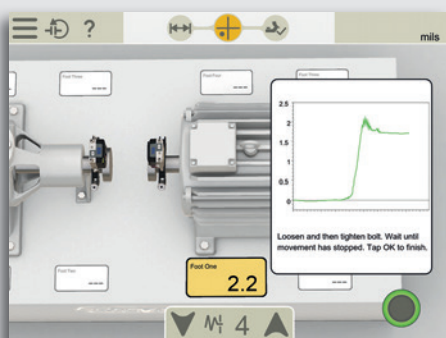 ?
mils
Foot Three
----
Foot Four
----
Foot Three
2.5
2
1.5
1
0.5
0
Loosen and then tighten bolt. Wait until
movement has stopped. Tap OK to finish.
Foot Two
----
Foot One
2.2
----
4